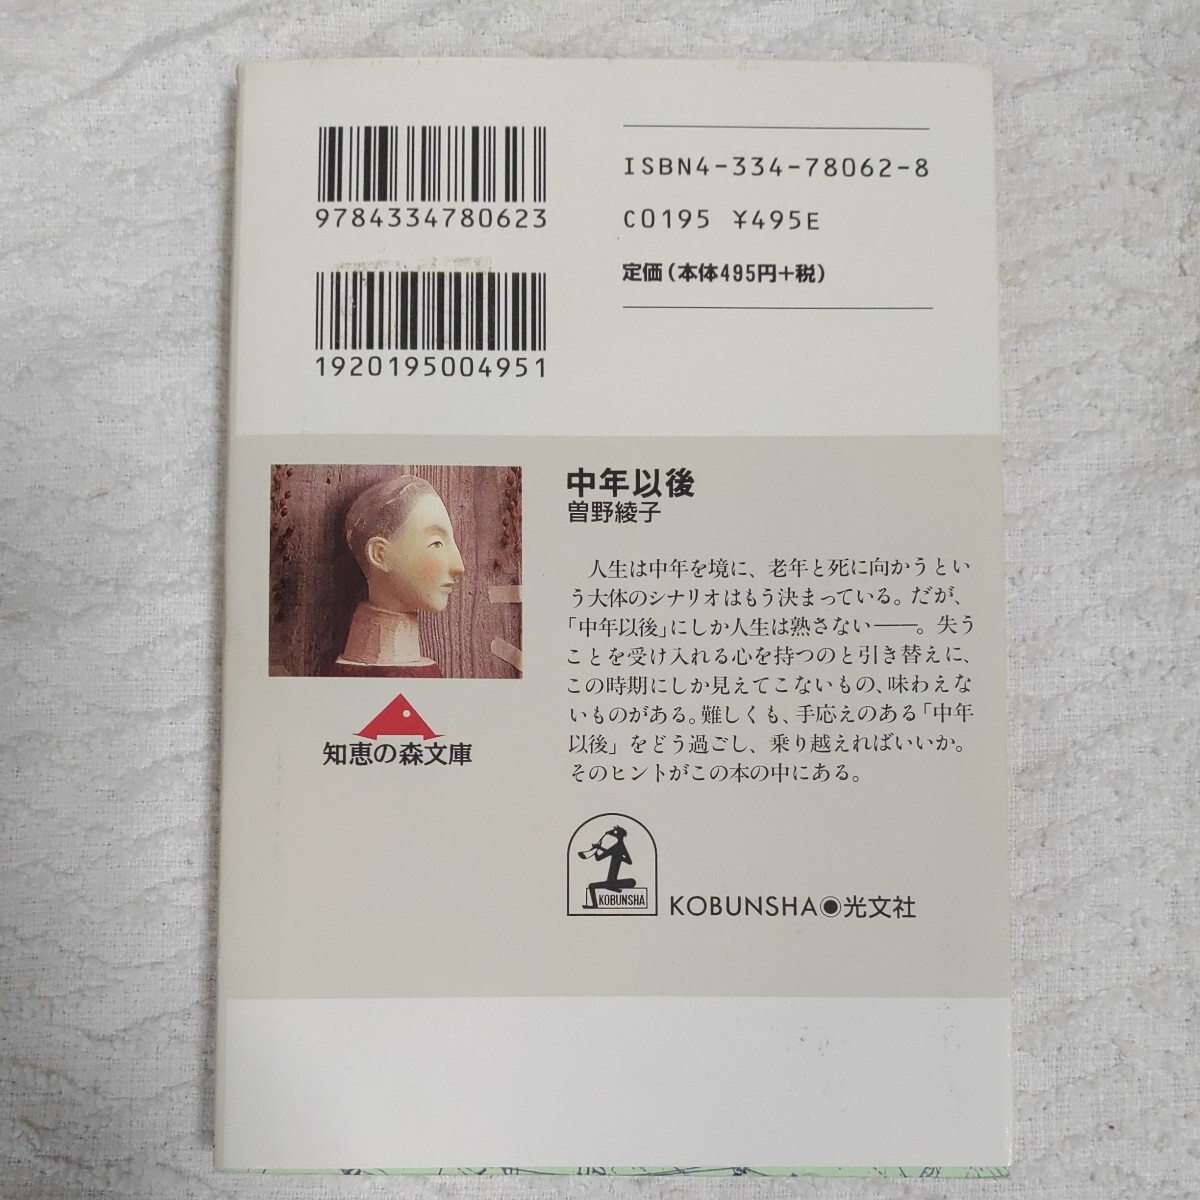 9784334780623
1920195004951
ISBN4-334-78062-8
C0195 ¥495E
定価(本体495円+税)
中年以後
曽野綾子
人生は中年を境に、老年と死に向かうとい
う大体のシナリオはもう決まっている。だが、
「中年以後」にしか人生は熟さない――。失う
ことを受け入れる心を持つのと引き替えに、
この時期にしか見えてこないもの、味わえな
いものがある。難しくも、手応えのある「中年
以後」をどう過ごし、乗り越えればいいか。
そのヒントがこの本の中にある。
知恵の森文庫
KOBUNSHA
KOBUNSHA◉光文社